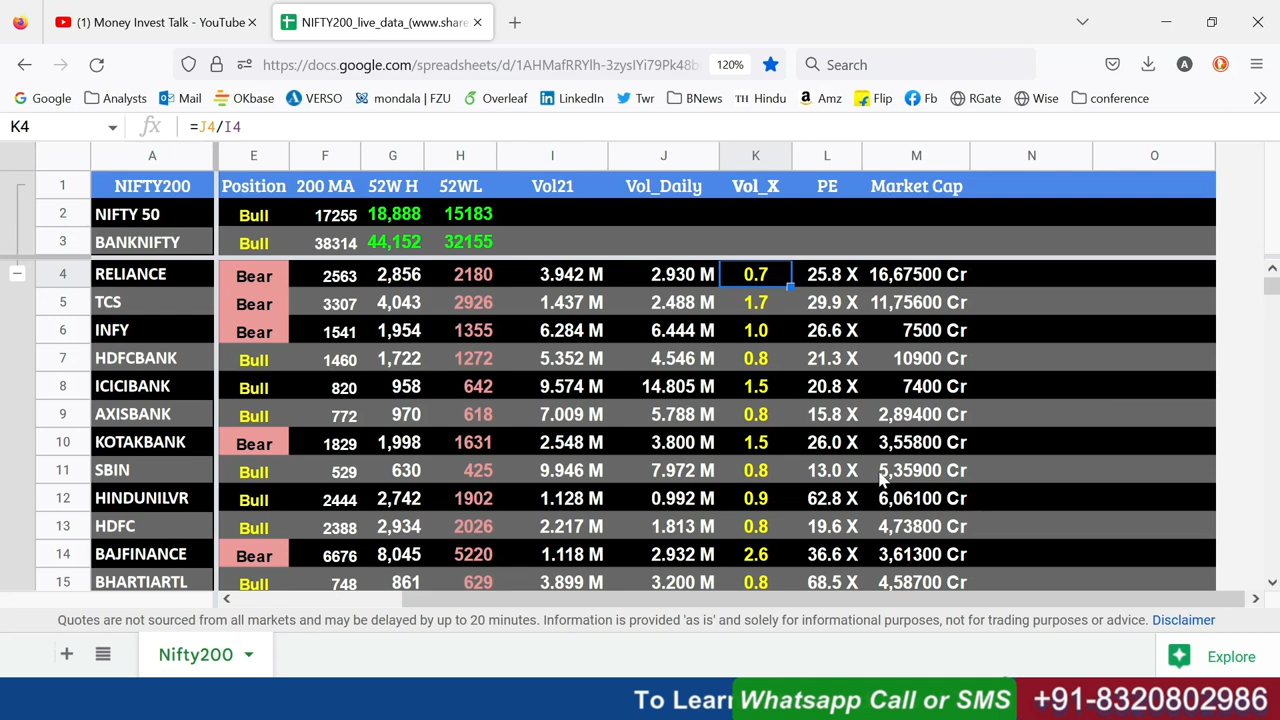 (1) Money Invest Talk - YouTube
NIFTY200_live_data_(www.share
https://docs.google.com/spreadsheets/d/1AHMafRRYlh-3zysIYi79Pk48b
120%
Search
Google Analysts Mail OKbase VERSO mondala | FZU Overleaf LinkedIn Twr BNews TH Hindu Amz Flip Fb RGate Wise conference
K4 fx =J4/I4
A E F G H I J K L M N O
1 NIFTY200 Position 200 MA 52W H 52WL Vol21 Vol_Daily Vol_X PE Market Cap
2 NIFTY 50 Bull 17255 18,888 15183
3 BANKNIFTY Bull 38314 44,152 32155
4 RELIANCE Bear 2563 2,856 2180 3.942 M 2.930 M 0.7 25.8 X 16,67500 Cr
5 TCS Bear 3307 4,043 2926 1.437 M 2.488 M 1.7 29.9 X 11,75600 Cr
6 INFY Bear 1541 1,954 1355 6.284 M 6.444 M 1.0 26.6 X 7500 Cr
7 HDFCBANK Bull 1460 1,722 1272 5.352 M 4.546 M 0.8 21.3 X 10900 Cr
8 ICICIBANK Bull 820 958 642 9.574 M 14.805 M 1.5 20.8 X 7400 Cr
9 AXISBANK Bull 772 970 618 7.009 M 5.788 M 0.8 15.8 X 2,89400 Cr
10 KOTAKBANK Bear 1829 1,998 1631 2.548 M 3.800 M 1.5 26.0 X 3,55800 Cr
11 SBIN Bull 529 630 425 9.946 M 7.972 M 0.8 13.0 X 5,35900 Cr
12 HINDUNILVR Bull 2444 2,742 1902 1.128 M 0.992 M 0.9 62.8 X 6,06100 Cr
13 HDFC Bull 2388 2,934 2026 2.217 M 1.813 M 0.8 19.6 X 4,73800 Cr
14 BAJFINANCE Bear 6676 8,045 5220 1.118 M 2.932 M 2.6 36.6 X 3,61300 Cr
15 BHARTIARTL Bull 748 861 629 3.899 M 3.200 M 0.8 68.5 X 4,58700 Cr
Quotes are not sourced from all markets and may be delayed by up to 20 minutes. Information is provided 'as is' and solely for informational purposes, not for trading purposes or advice. Disclaimer
Nifty200
Explore
To Learn Whatsapp Call or SMS +91-8320802986